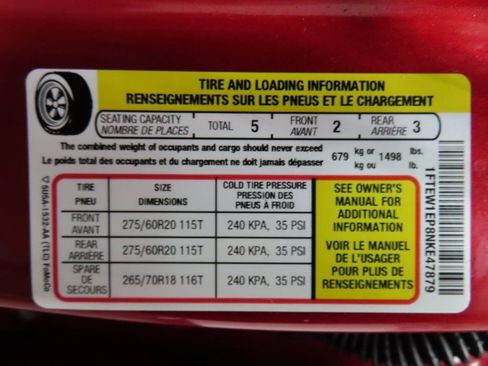 TIRE AND LOADING INFORMATION
RENSEIGNEMENTS SUR LES PNEUS ET LE CHARGEMENT
SEATING CAPACITY
NOMBRE DE PLACES
TOTAL 5
FRONT
AVANT 2
REAR
ARRIÈRE 3
The combined weight of occupants and cargo should never exceed
Le poids total des occupants et du chargement ne doit jamais dépasser
679 kg or
kg ou
1498 lbs.
lb.
TIRE
PNEU
SIZE
DIMENSIONS
COLD TIRE PRESSURE
PRESSION DES
PNEUS À FROID
FRONT
AVANT
275/60R20 115T
240 KPA, 35 PSI
REAR
ARRIÈRE
275/60R20 115T
240 KPA, 35 PSI
SPARE
DE
SECOURS
265/70R18 116T
240 KPA, 35 PSI
SEE OWNER'S
MANUAL FOR
ADDITIONAL
INFORMATION
VOIR LE MANUEL
DE L'USAGER
POUR PLUS DE
RENSEIGNEMENTS
1FTEW1EP8NKE47879
5U5A-1532-AA (TLC) FoMoCo